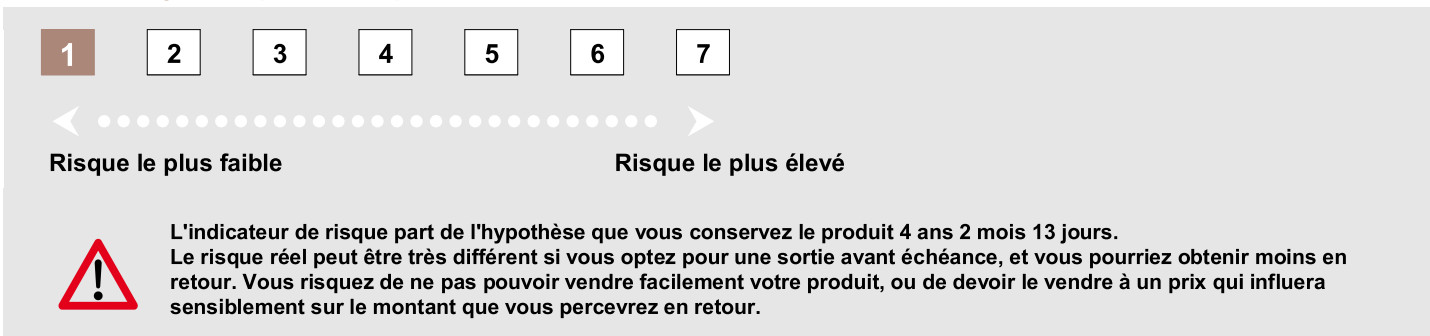 1 2 3 4 5 6 7
Risque le plus faible Risque le plus élevé
L'indicateur de risque part de l'hypothèse que vous conservez le produit 4 ans 2 mois 13 jours.
Le risque réel peut être très différent si vous optez pour une sortie avant échéance, et vous pourriez obtenir moins en
retour. Vous risquez de ne pas pouvoir vendre facilement votre produit, ou de devoir le vendre à un prix qui influera
sensiblement sur le montant que vous percevrez en retour.